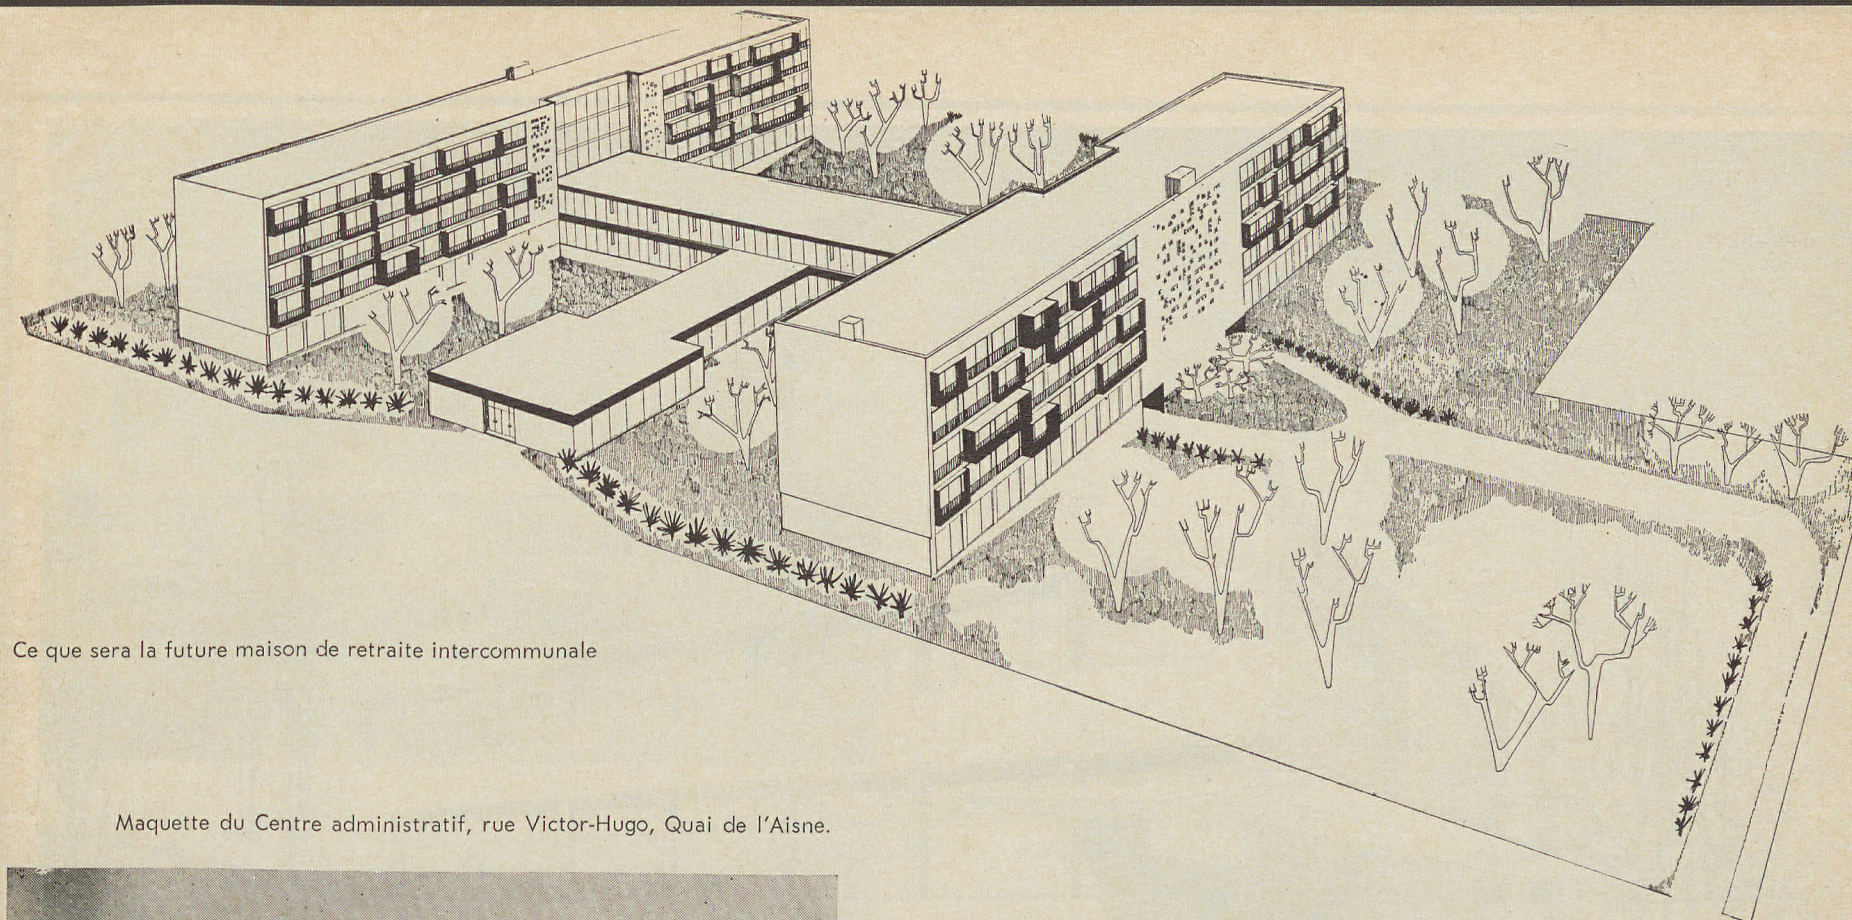 Ce que sera la future maison de retraite intercommunale
Maquette du Centre administratif, rue Victor-Hugo, Quai de l'Aisne.